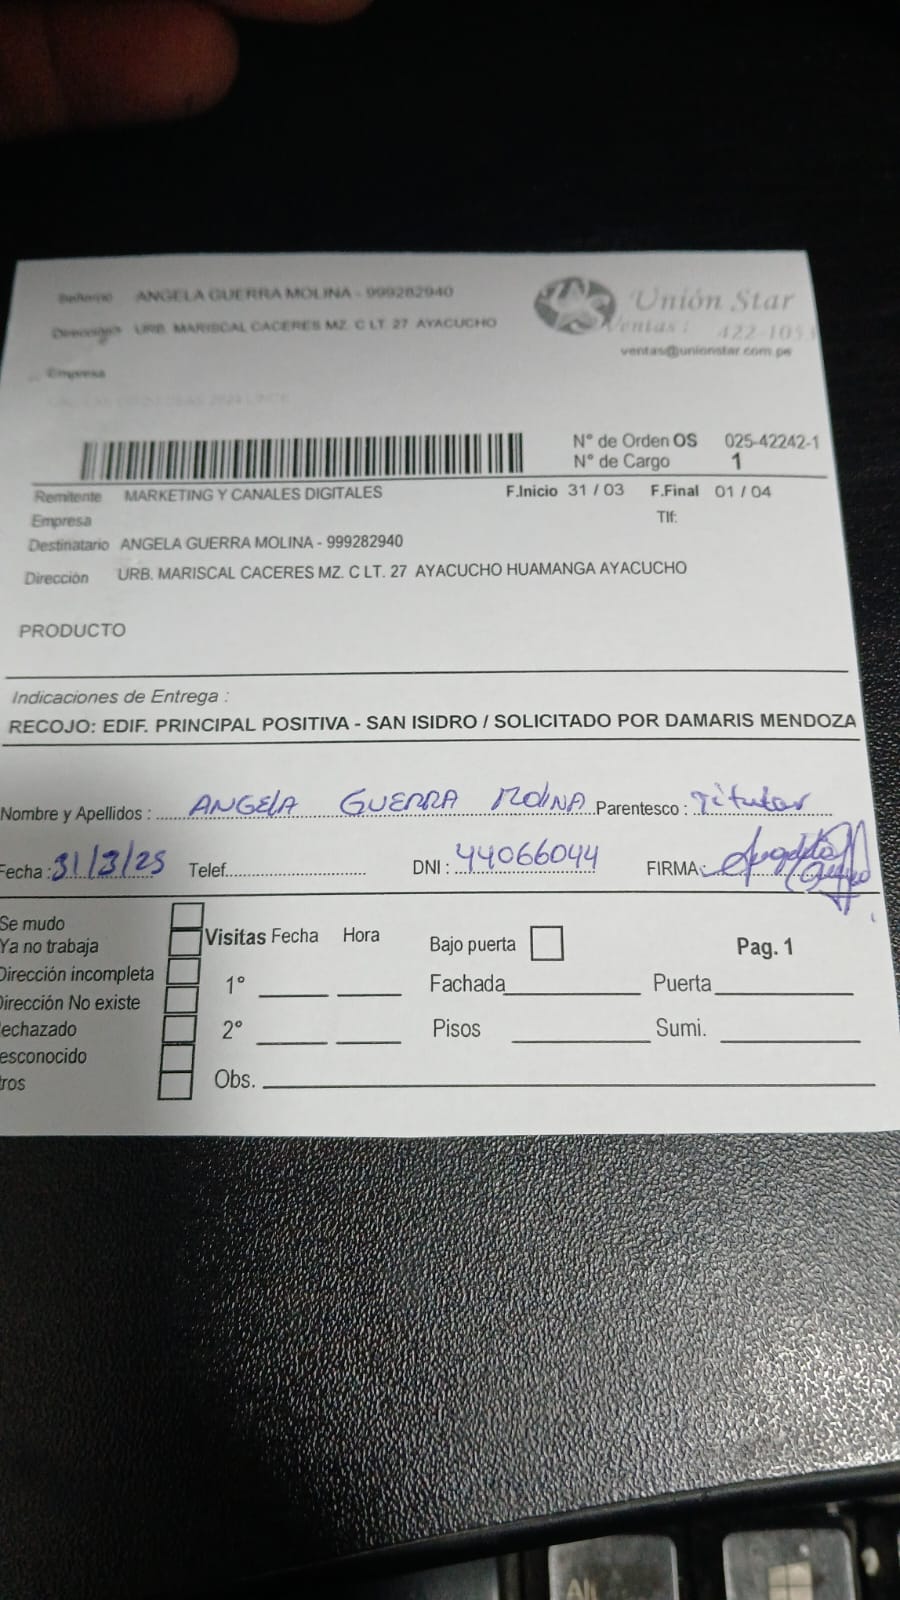 Señores ANGELA GUERRA MOLINA - 999282940
Dirección URB. MARISCAL CACERES MZ. C LT. 27 AYACUCHO
Empresa
Unión Star
Ventas : 422-105
ventas@unionstar.com.pe
N° de Orden OS 025-42242-1
N° de Cargo 1
Remitente MARKETING Y CANALES DIGITALES F.Inicio 31 / 03 F.Final 01 / 04
Empresa Tlf:
Destinatario ANGELA GUERRA MOLINA - 999282940
Dirección URB. MARISCAL CACERES MZ. C LT. 27 AYACUCHO HUAMANGA AYACUCHO
PRODUCTO
Indicaciones de Entrega :
RECOJO: EDIF. PRINCIPAL POSITIVA - SAN ISIDRO / SOLICITADO POR DAMARIS MENDOZA
Nombre y Apellidos : ANGELA GUERRA MOLINA Parentesco : Titular
Fecha : 31/3/25 Telef. DNI : 44066044 FIRMA:
Se mudo
Ya no trabaja
Dirección incompleta
Dirección No existe
echazado
esconocido
tros
Visitas Fecha Hora
1°
2°
Obs.
Bajo puerta Pag. 1
Fachada Puerta
Pisos Sumi.
Alt